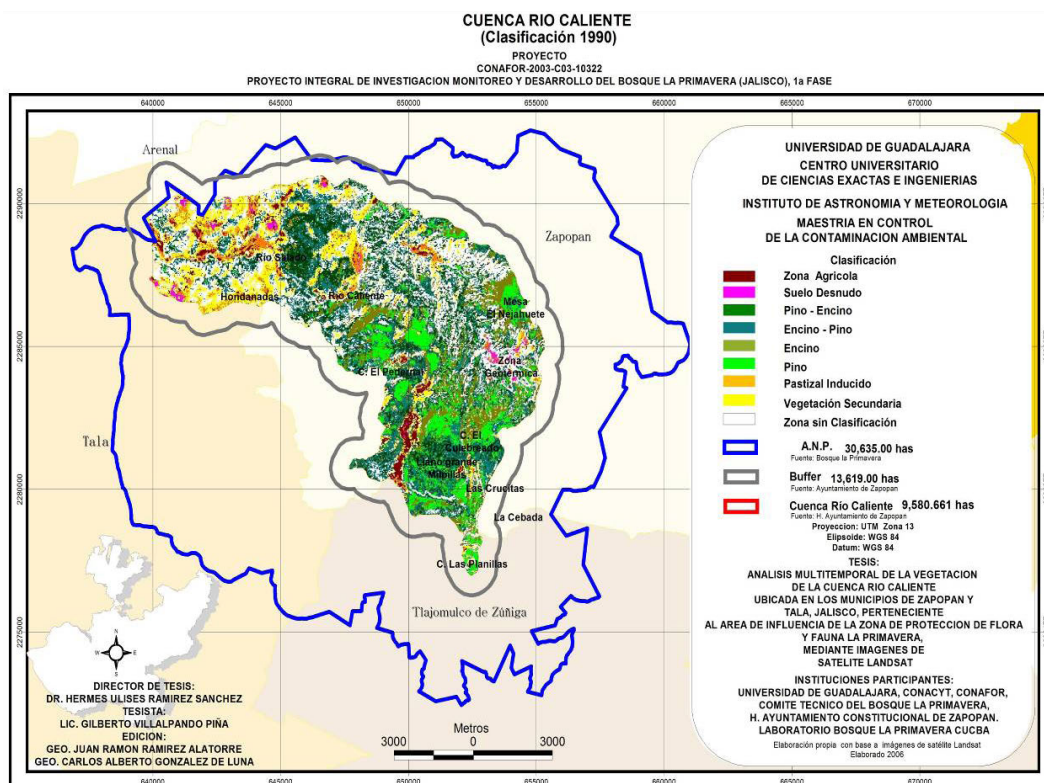 CUENCA RIO CALIENTE
(Clasificación 1990)
PROYECTO
CONAFOR-2003-C03-10322
PROYECTO INTEGRAL DE INVESTIGACION MONITOREO Y DESARROLLO DEL BOSQUE LA PRIMAVERA (JALISCO), 1a FASE
640000
645000
650000
655000
660000
665000
670000
2290000
2285000
2280000
2275000
Arenal
Zapopan
Tala
Tlajomulco de Zúñiga
Río Salado
Hondanadas
Río Caliente
Mesa
El Nejahuete
Zona
Geotermica
C. El Pedernal
C. El
Culebreado
Llano grande
Milpillas
Las Crucitas
La Cebada
C. Las Planillas
UNIVERSIDAD DE GUADALAJARA
CENTRO UNIVERSITARIO
DE CIENCIAS EXACTAS E INGENIERIAS
INSTITUTO DE ASTRONOMIA Y METEOROLOGIA
MAESTRIA EN CONTROL
DE LA CONTAMINACION AMBIENTAL
Clasificación
Zona Agricola
Suelo Desnudo
Pino - Encino
Encino - Pino
Encino
Pino
Pastizal Inducido
Vegetación Secundaria
Zona sin Clasificación
A.N.P. 30,635.00 has
Fuente: Bosque la Primavera
Buffer 13,619.00 has
Fuente: Ayuntamiento de Zapopan
Cuenca Río Caliente 9,580.661 has
Fuente: H. Ayuntamiento de Zapopan
Proyeccion: UTM Zona 13
Elipsoide: WGS 84
Datum: WGS 84
TESIS:
ANALISIS MULTITEMPORAL DE LA VEGETACION
DE LA CUENCA RIO CALIENTE
UBICADA EN LOS MUNICIPIOS DE ZAPOPAN Y
TALA, JALISCO, PERTENECIENTE
AL AREA DE INFLUENCIA DE LA ZONA DE PROTECCION DE FLORA
Y FAUNA LA PRIMAVERA,
MEDIANTE IMAGENES DE
SATELITE LANDSAT
INSTITUCIONES PARTICIPANTES:
UNIVERSIDAD DE GUADALAJARA, CONACYT, CONAFOR,
COMITE TECNICO DEL BOSQUE LA PRIMAVERA,
H. AYUNTAMIENTO CONSTITUCIONAL DE ZAPOPAN.
LABORATORIO BOSQUE LA PRIMAVERA CUCBA
Elaboración propia con base a imágenes de satélite Landsat
Elaborado 2006
N
W E
S
DIRECTOR DE TESIS:
DR. HERMES ULISES RAMIREZ SANCHEZ
TESISTA:
LIC. GILBERTO VILLALPANDO PIÑA
EDICION:
GEO. JUAN RAMON RAMIREZ ALATORRE
GEO. CARLOS ALBERTO GONZALEZ DE LUNA
Metros
3000 0 3000
640000
645000
650000
655000
660000
665000
670000